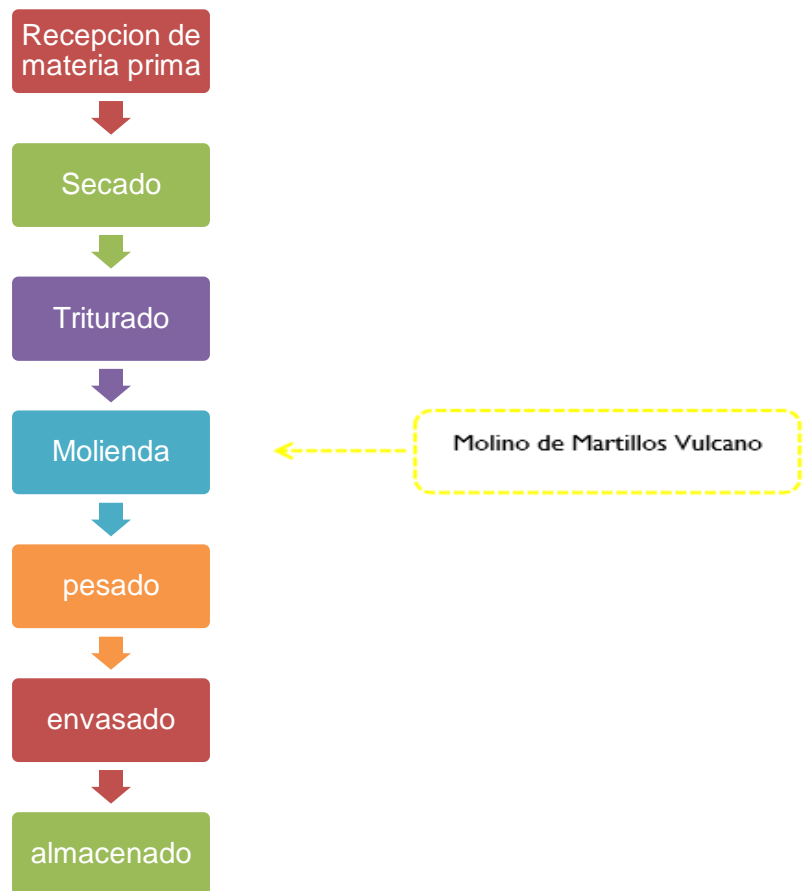 Recepcion de
materia prima
Secado
Triturado
Molienda
Molino de Martillos Vulcano
pesado
envasado
almacenado